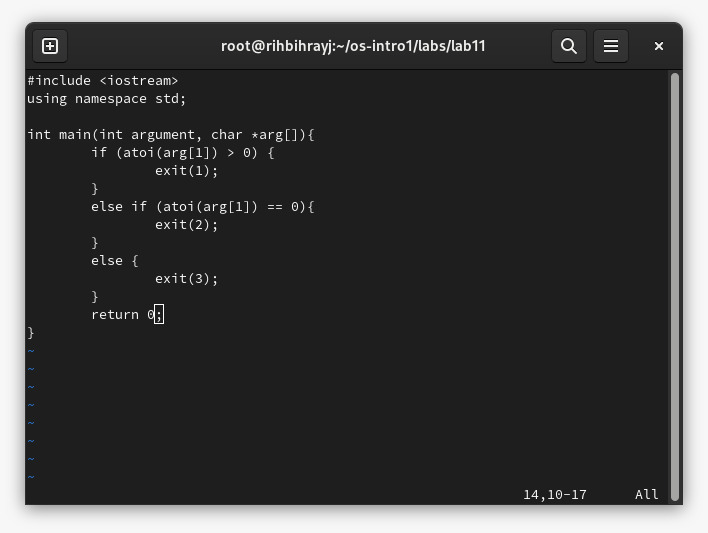 root@rihbihrayj:~/os-intro1/labs/lab11
#include <iostream>
using namespace std;

int main(int argument, char *arg[]){
        if (atoi(arg[1]) > 0) {
                exit(1);
        }
        else if (atoi(arg[1]) == 0){
                exit(2);
        }
        else {
                exit(3);
        }
        return 0;
}
~
~
~
~
~
~
~
~
14,10-17      All